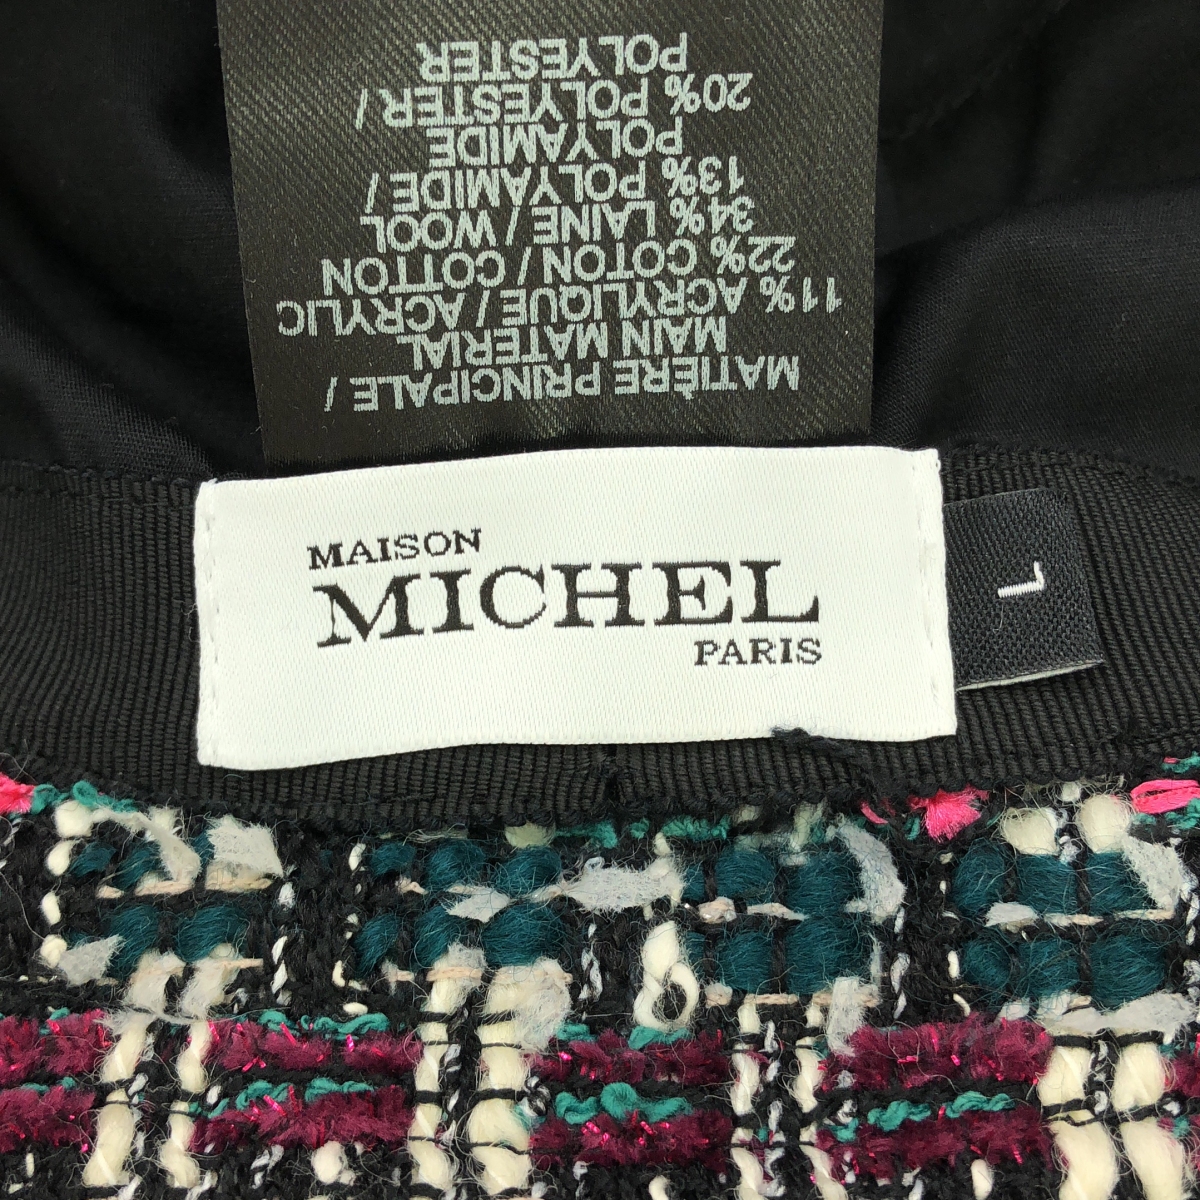 MATIÈRE PRINCIPALE /
MAIN MATERIAL
11% ACRYLIQUE / ACRYLIC
22% COTON / COTTON
34% LAINE / WOOL
13% POLYAMIDE /
POLYAMIDE
20% POLYESTER /
POLYESTER
MAISON
MICHEL
PARIS
L